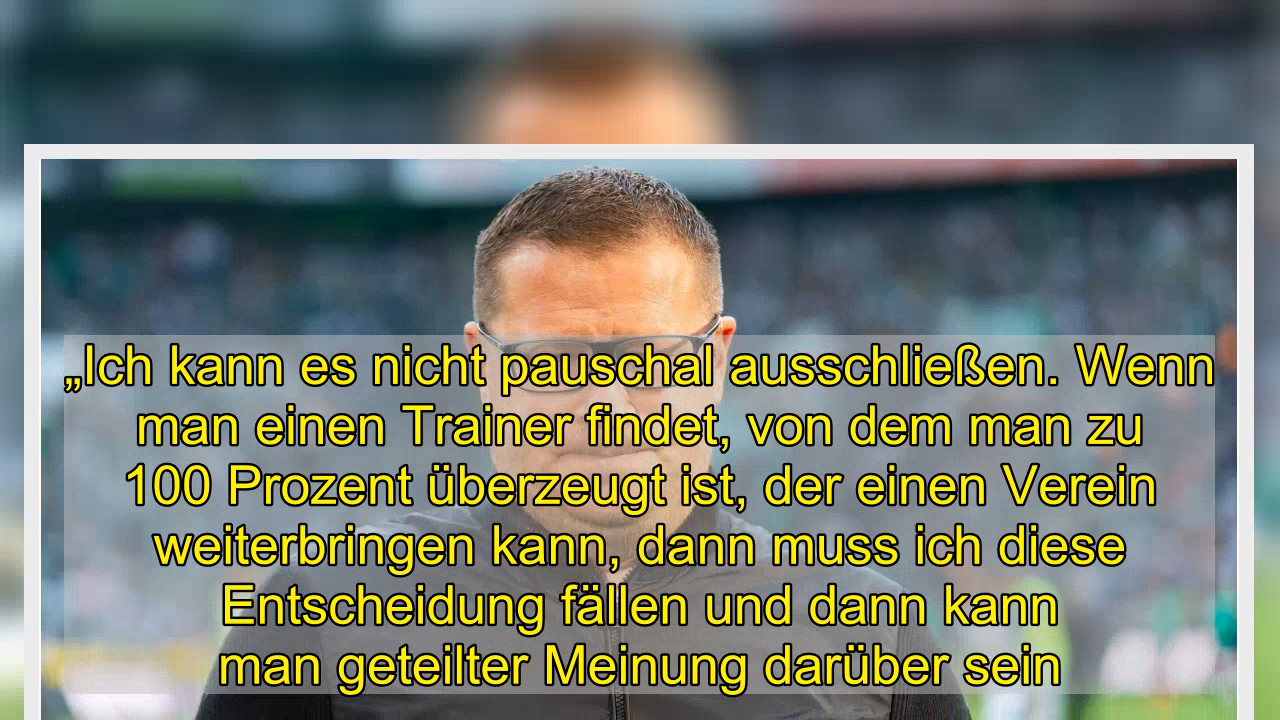 „Ich kann es nicht pauschal ausschließen. Wenn
man einen Trainer findet, von dem man zu
100 Prozent überzeugt ist, der einen Verein
weiterbringen kann, dann muss ich diese
Entscheidung fällen und dann kann
man geteilter Meinung darüber sein